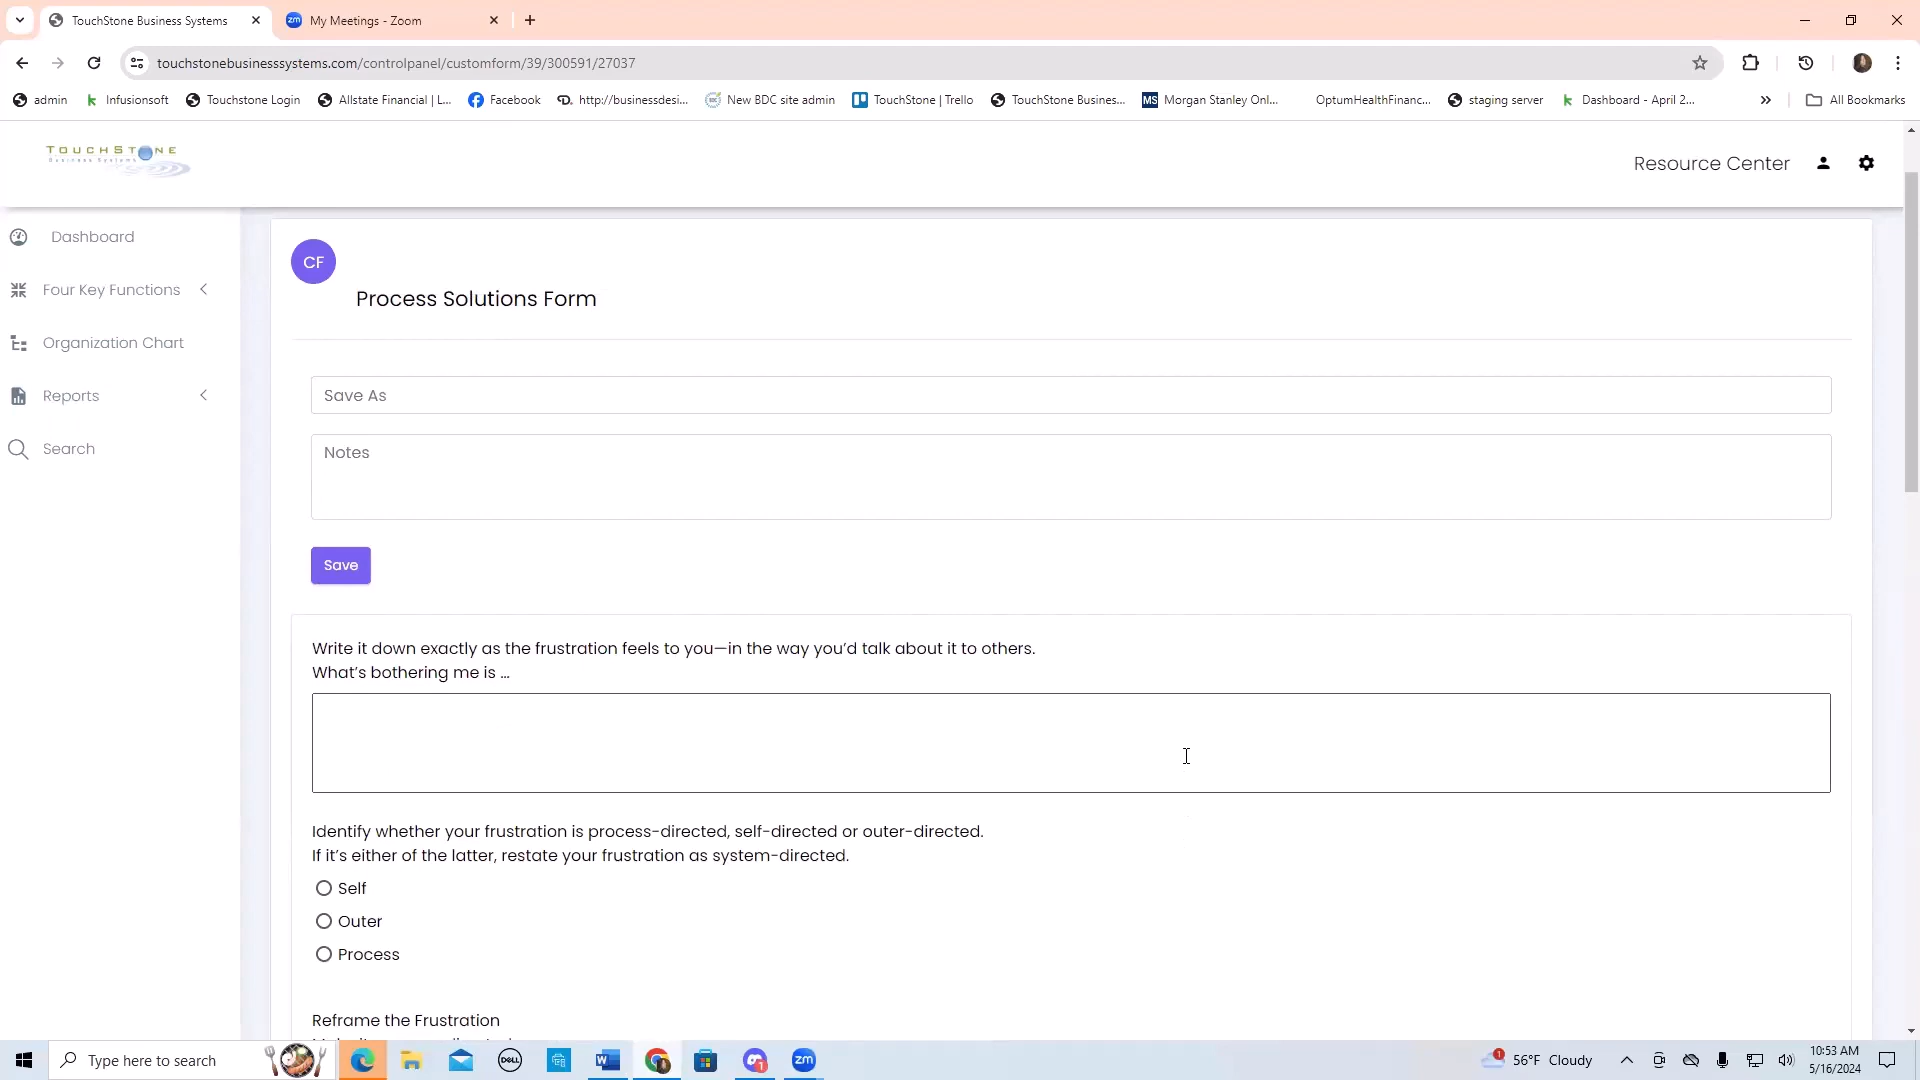 TouchStone Business Systems
My Meetings - Zoom
touchstonebusinesssystems.com/controlpanel/customform/39/300591/27037
admin
Infusionsoft
Touchstone Login
Allstate Financial | L...
Facebook
http://businessdesi...
New BDC site admin
TouchStone | Trello
TouchStone Busines...
MS Morgan Stanley Onl...
OptumHealthFinanc...
staging server
Dashboard - April 2...
All Bookmarks
TOUCHSTONE
Business Systems
Resource Center
Dashboard
Four Key Functions
Organization Chart
Reports
Search
CF
Process Solutions Form
Save As
Notes
Save
Write it down exactly as the frustration feels to you—in the way you’d talk about it to others.
What’s bothering me is ...
Identify whether your frustration is process-directed, self-directed or outer-directed.
If it’s either of the latter, restate your frustration as system-directed.
Self
Outer
Process
Reframe the Frustration
Type here to search
DELL
zm
56°F Cloudy
10:53 AM
5/16/2024